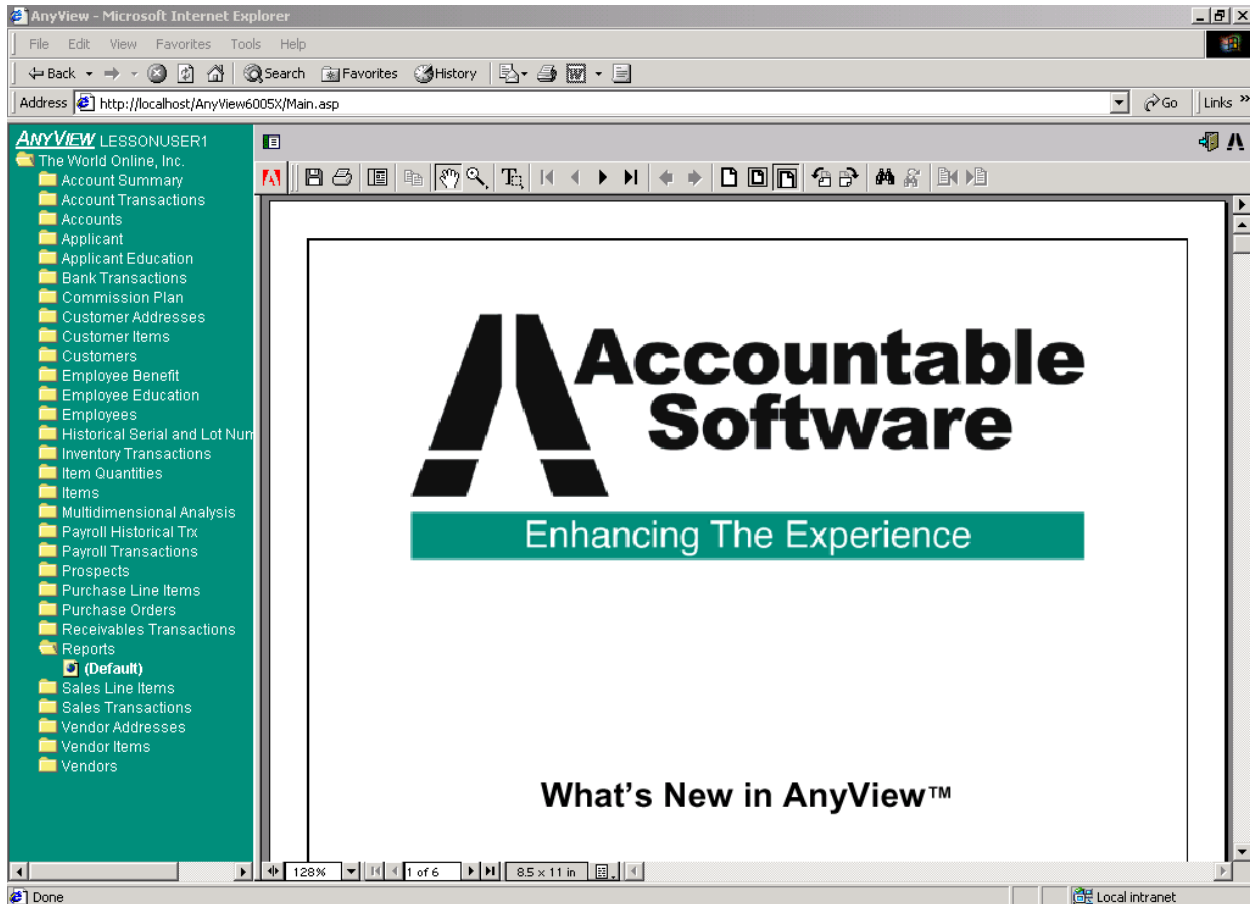 AnyView - Microsoft Internet Explorer
File Edit View Favorites Tools Help
Back Search Favorites History
Address http://localhost/AnyView6005X/Main.asp Go Links »
ANYVIEW LESSONUSER1
The World Online, Inc.
Account Summary
Account Transactions
Accounts
Applicant
Applicant Education
Bank Transactions
Commission Plan
Customer Addresses
Customer Items
Customers
Employee Benefit
Employee Education
Employees
Historical Serial and Lot Num
Inventory Transactions
Item Quantities
Items
Multidimensional Analysis
Payroll Historical Trx
Payroll Transactions
Prospects
Purchase Line Items
Purchase Orders
Receivables Transactions
Reports
(Default)
Sales Line Items
Sales Transactions
Vendor Addresses
Vendor Items
Vendors
Accountable
Software
Enhancing The Experience
What's New in AnyView™
128% 1 of 6 8.5 x 11 in
Done Local intranet